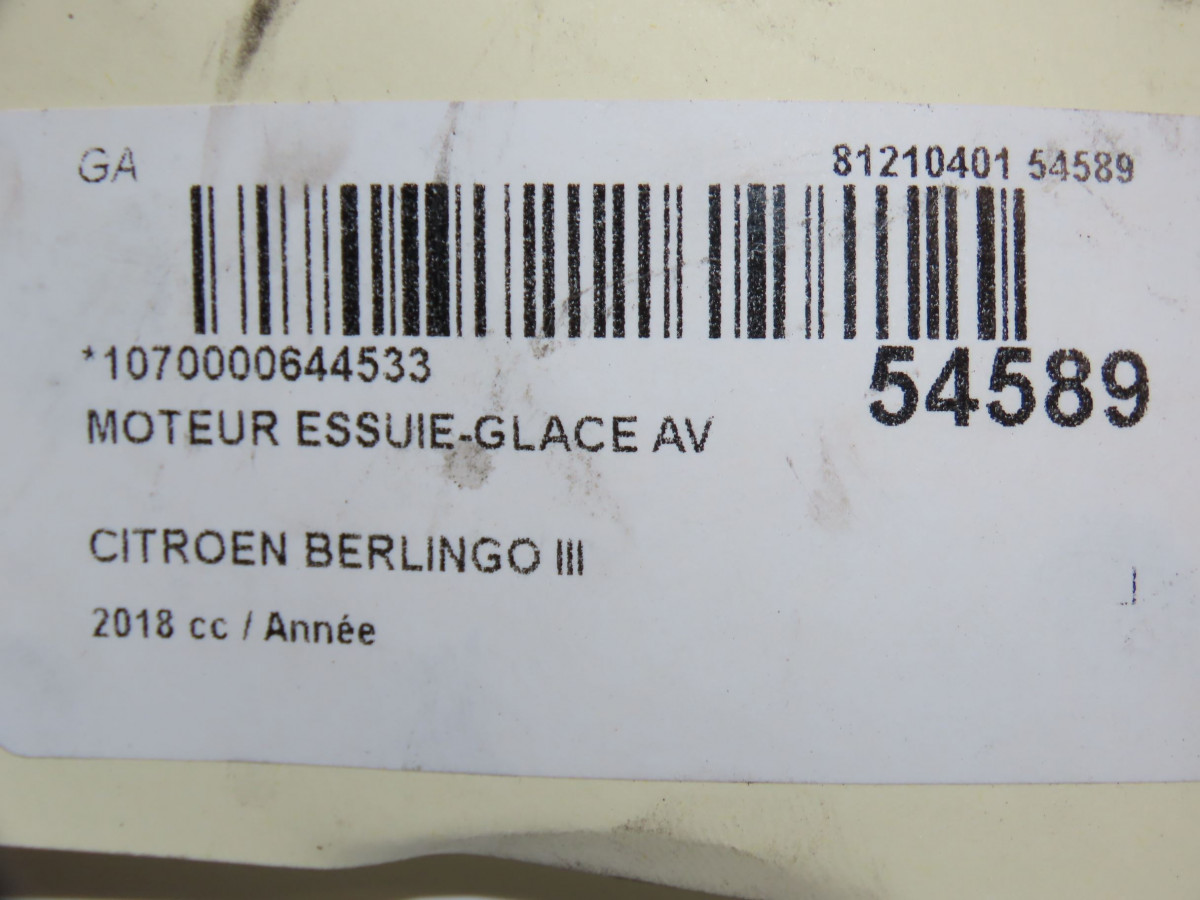 GA
81210401 54589
*1070000644533
54589
MOTEUR ESSUIE-GLACE AV
CITROEN BERLINGO III
2018 cc / Année